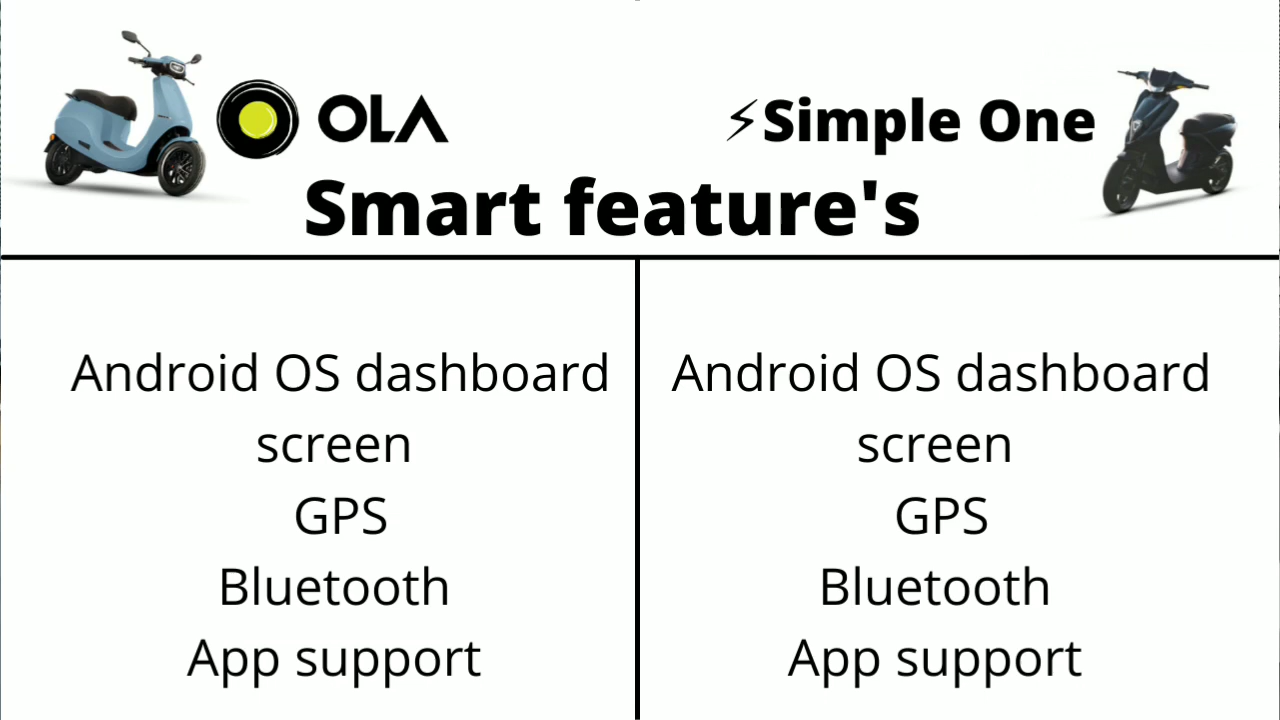 OLA
⚡Simple One
Smart feature's
Android OS dashboard
screen
GPS
Bluetooth
App support
Android OS dashboard
screen
GPS
Bluetooth
App support